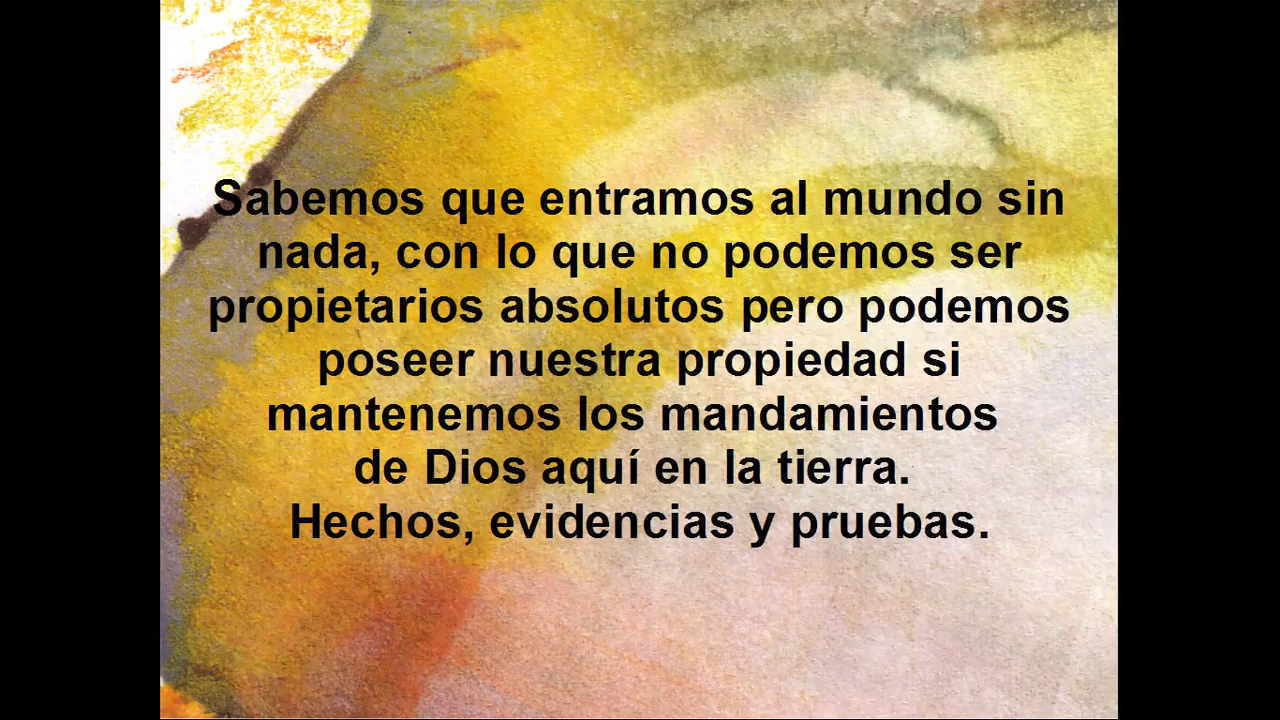 Sabemos que entramos al mundo sin
nada, con lo que no podemos ser
propietarios absolutos pero podemos
poseer nuestra propiedad si
mantenemos los mandamientos
de Dios aquí en la tierra.
Hechos, evidencias y pruebas.